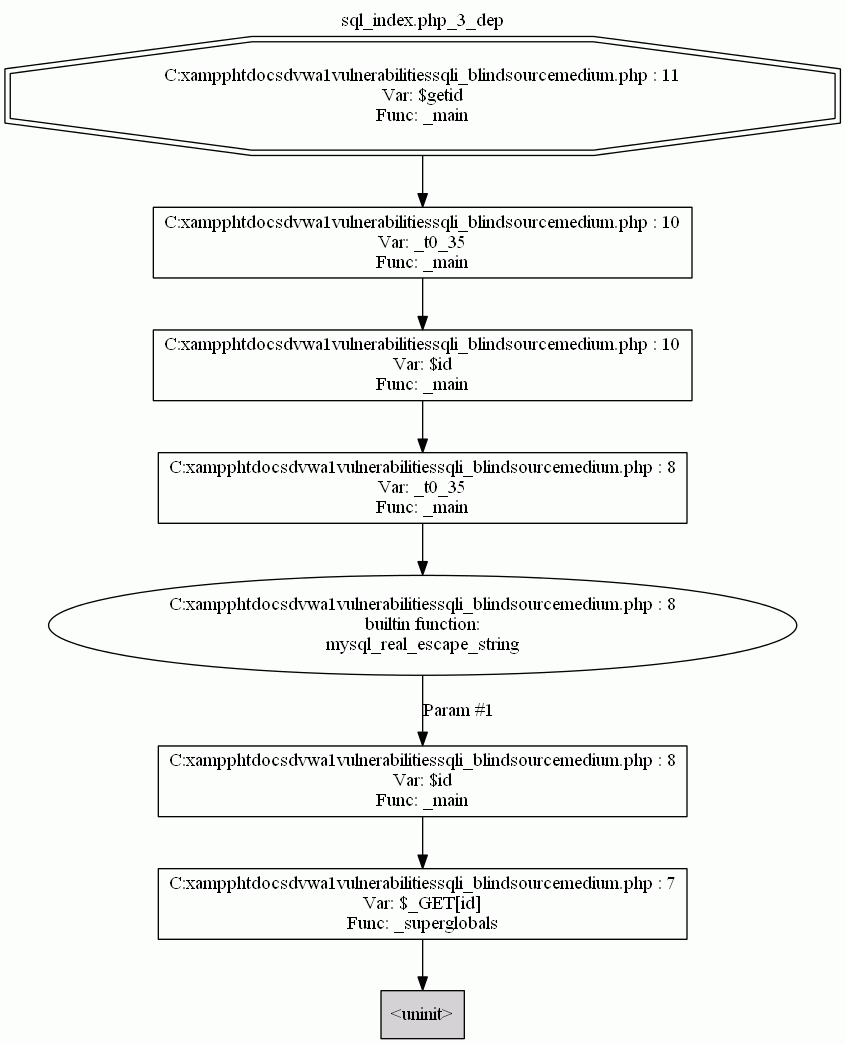 sql_index.php_3_dep
C:xampphtdocsdvwa1vulnerabilitiessqli_blindsourcemedium.php : 11
Var: $getid
Func: _main
C:xampphtdocsdvwa1vulnerabilitiessqli_blindsourcemedium.php : 10
Var: _t0_35
Func: _main
C:xampphtdocsdvwa1vulnerabilitiessqli_blindsourcemedium.php : 10
Var: $id
Func: _main
C:xampphtdocsdvwa1vulnerabilitiessqli_blindsourcemedium.php : 8
Var: _t0_35
Func: _main
C:xampphtdocsdvwa1vulnerabilitiessqli_blindsourcemedium.php : 8
builtin function:
mysql_real_escape_string
Param #1
C:xampphtdocsdvwa1vulnerabilitiessqli_blindsourcemedium.php : 8
Var: $id
Func: _main
C:xampphtdocsdvwa1vulnerabilitiessqli_blindsourcemedium.php : 7
Var: $_GET[id]
Func: _superglobals
<uninit>